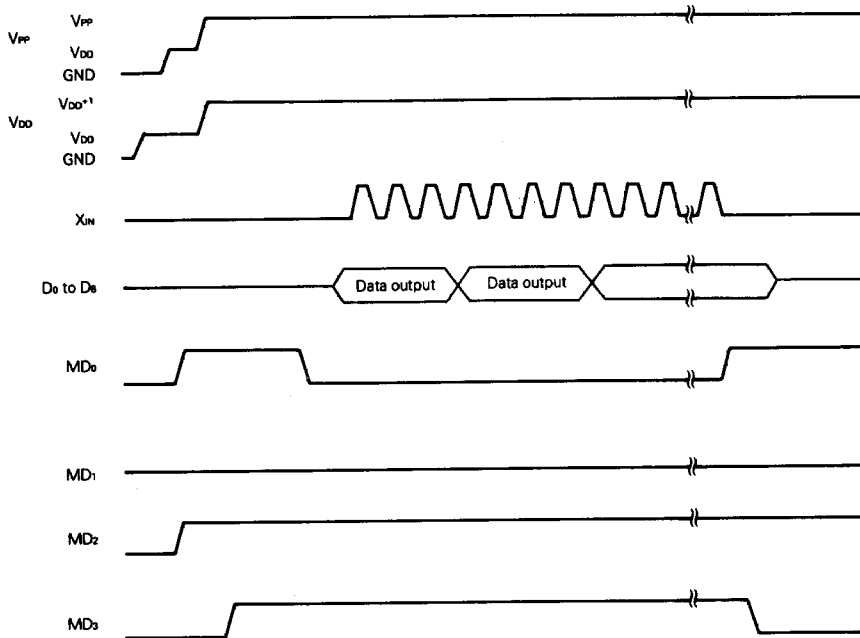 VPP
VPP
VDD
GND
VDD
VDD+1
VDD
GND
XIN
D0 to D8
Data output
Data output
MD0
MD1
MD2
MD3